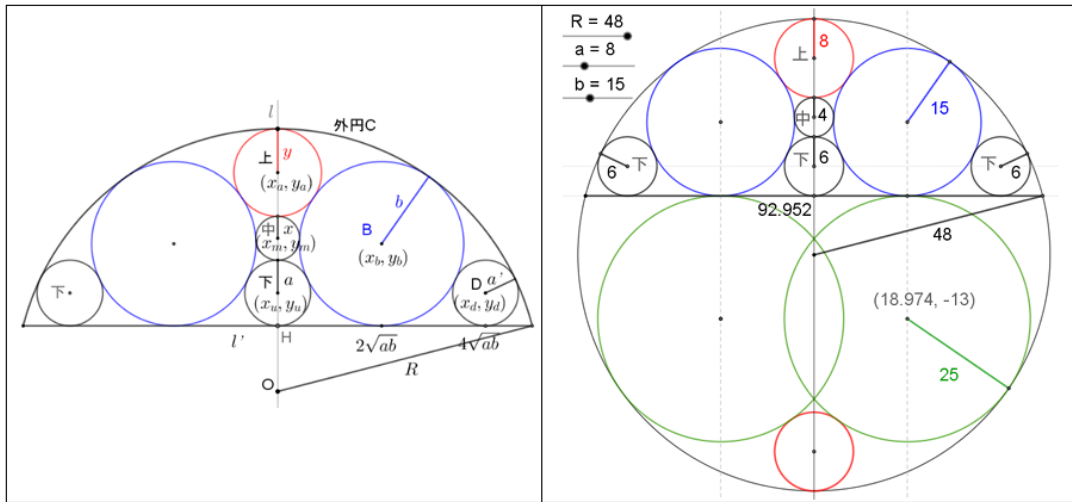 l
外円C
上 y
(x_a, y_a)
b
中 x
(x_m, y_m)
B
(x_b, y_b)
下
下 a
(x_u, y_u)
D a'
(x_d, y_d)
l'
H
2√ab
4√ab
R
O
R = 48
a = 8
b = 15
8
上
中 4
15
6 下
下 6
下 6
92.952
48
(18.974, -13)
25